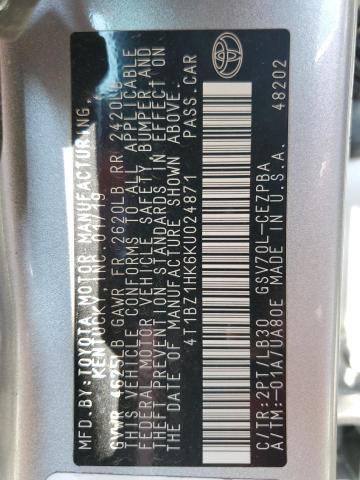 MFD.BY:TOYOTA MOTOR MANUFACTURING,
KENTUCKY, INC. 01/19
GVWR 4625LB GAWR FR 2620LB RR 2420LB
THIS VEHICLE CONFORMS TO ALL APPLICABLE
FEDERAL MOTOR VEHICLE SAFETY, BUMPER, AND
THEFT PREVENTION STANDARDS IN EFFECT ON
THE DATE OF MANUFACTURE SHOWN ABOVE.
4T1BZ1HK6KU024871 PASS.CAR
C/TR:2PT/LB30 GSV70L-CEZPBA
A/TM:-01A/UA80E MADE IN U.S.A.
48202